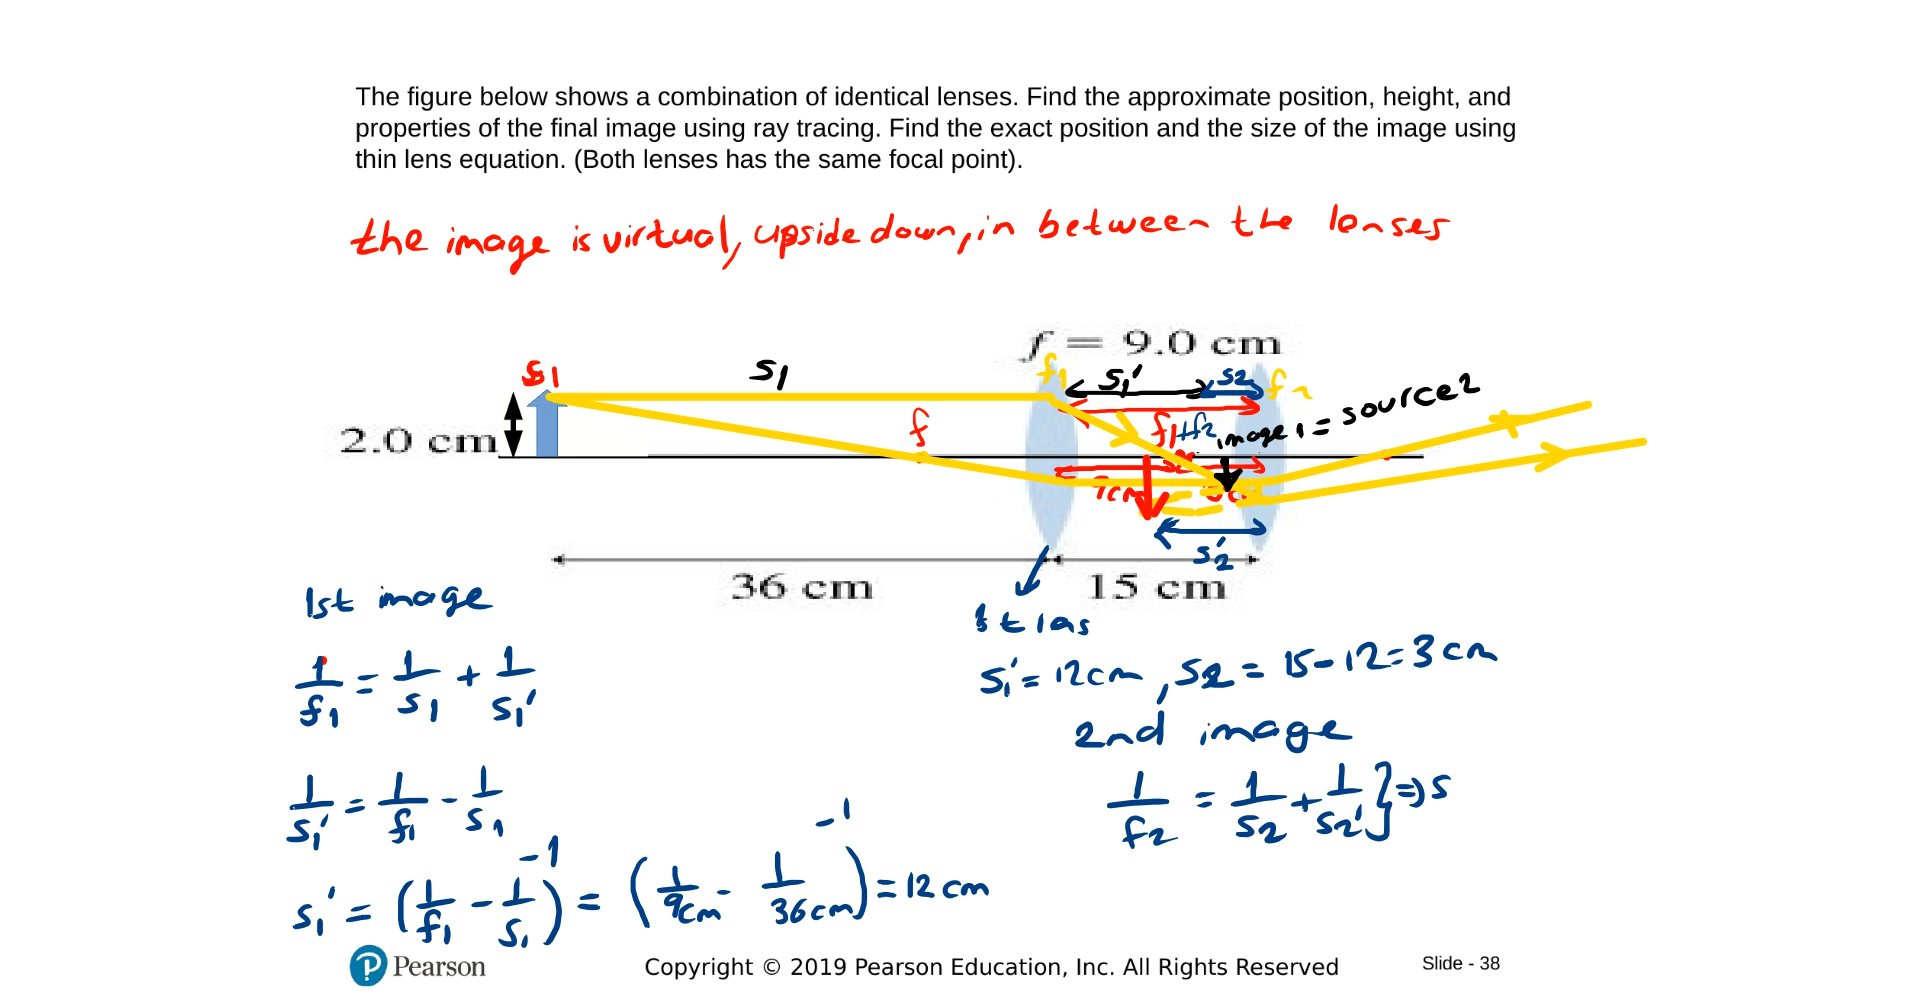 The figure below shows a combination of identical lenses. Find the approximate position, height, and
properties of the final image using ray tracing. Find the exact position and the size of the image using
thin lens equation. (Both lenses has the same focal point).
the image is virtual, upside down, in between the lenses
f = 9.0 cm
s1
s1
f1
s1'
s2
f2
2.0 cm
f
f1
f2
image 1 = source 2
9cm
s2'
36 cm
15 cm
1st image
1/f1 = 1/s1 + 1/s1'
s1' = 12cm, s2 = 15-12 = 3cm
2nd image
1/s1' = 1/f1 - 1/s1
1/f2 = 1/s2 + 1/s2' } => s
s1' = (1/f1 - 1/s1)^-1 = (1/9cm - 1/36cm)^-1 = 12 cm
Pearson
Copyright © 2019 Pearson Education, Inc. All Rights Reserved
Slide - 38